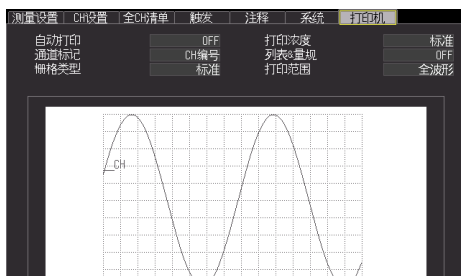 测量设置 CH设置 全CH清单 触发 注释 系统 打印机
自动打印 OFF 打印浓度 标准
通道标记 CH编号 列表&量规 OFF
栅格类型 标准 打印范围 全波形
CH